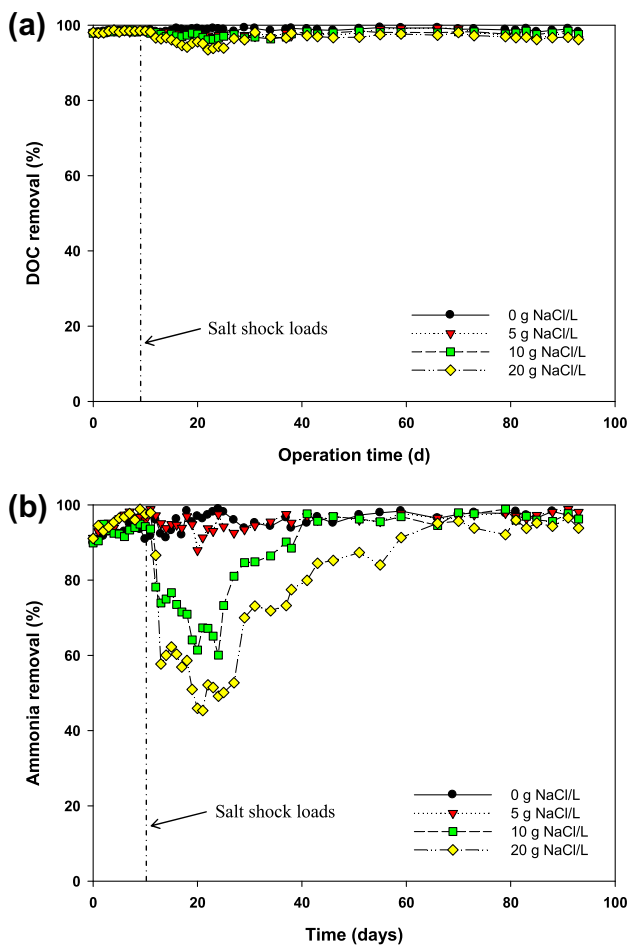 (a)
100
80
60
40
20
0
DOC removal (%)
Salt shock loads
0 g NaCl/L
5 g NaCl/L
10 g NaCl/L
20 g NaCl/L
0 20 40 60 80 100
Operation time (d)
(b)
100
80
60
40
20
0
Ammonia removal (%)
Salt shock loads
0 g NaCl/L
5 g NaCl/L
10 g NaCl/L
20 g NaCl/L
0 20 40 60 80 100
Time (days)